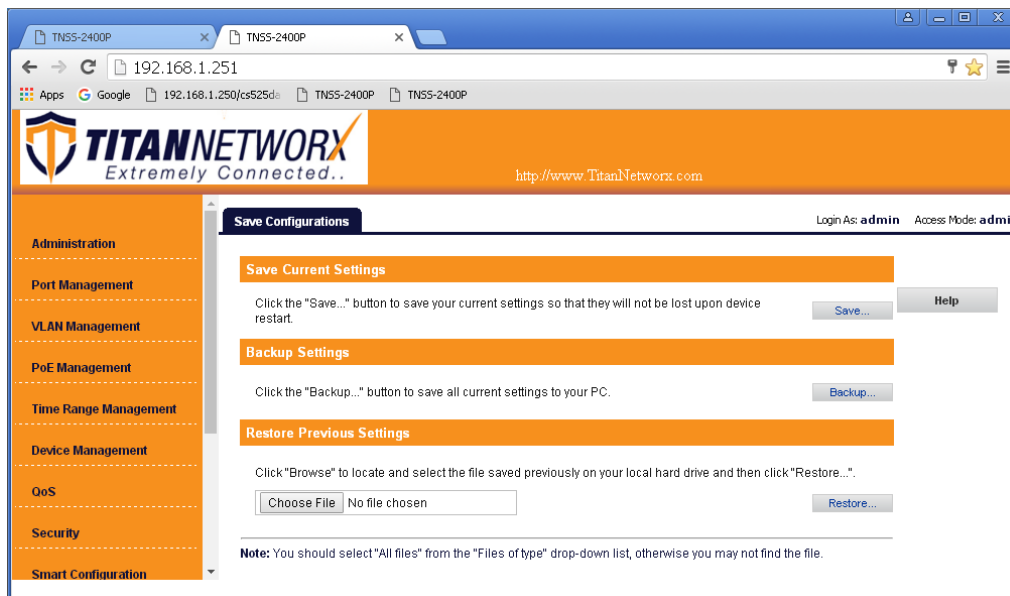 TNSS-2400P
TNSS-2400P
192.168.1.251
Apps Google 192.168.1.250/cs525da TNSS-2400P TNSS-2400P
TITANNETWORX
Extremely Connected..
http://www.TitanNetworx.com
Save Configurations
Login As: admin Access Mode: admi
Administration
Port Management
VLAN Management
PoE Management
Time Range Management
Device Management
QoS
Security
Smart Configuration
Save Current Settings
Click the "Save..." button to save your current settings so that they will not be lost upon device
restart.
Save...
Help
Backup Settings
Click the "Backup..." button to save all current settings to your PC.
Backup...
Restore Previous Settings
Click "Browse" to locate and select the file saved previously on your local hard drive and then click "Restore...".
Choose File No file chosen
Restore...
Note: You should select "All files" from the "Files of type" drop-down list, otherwise you may not find the file.